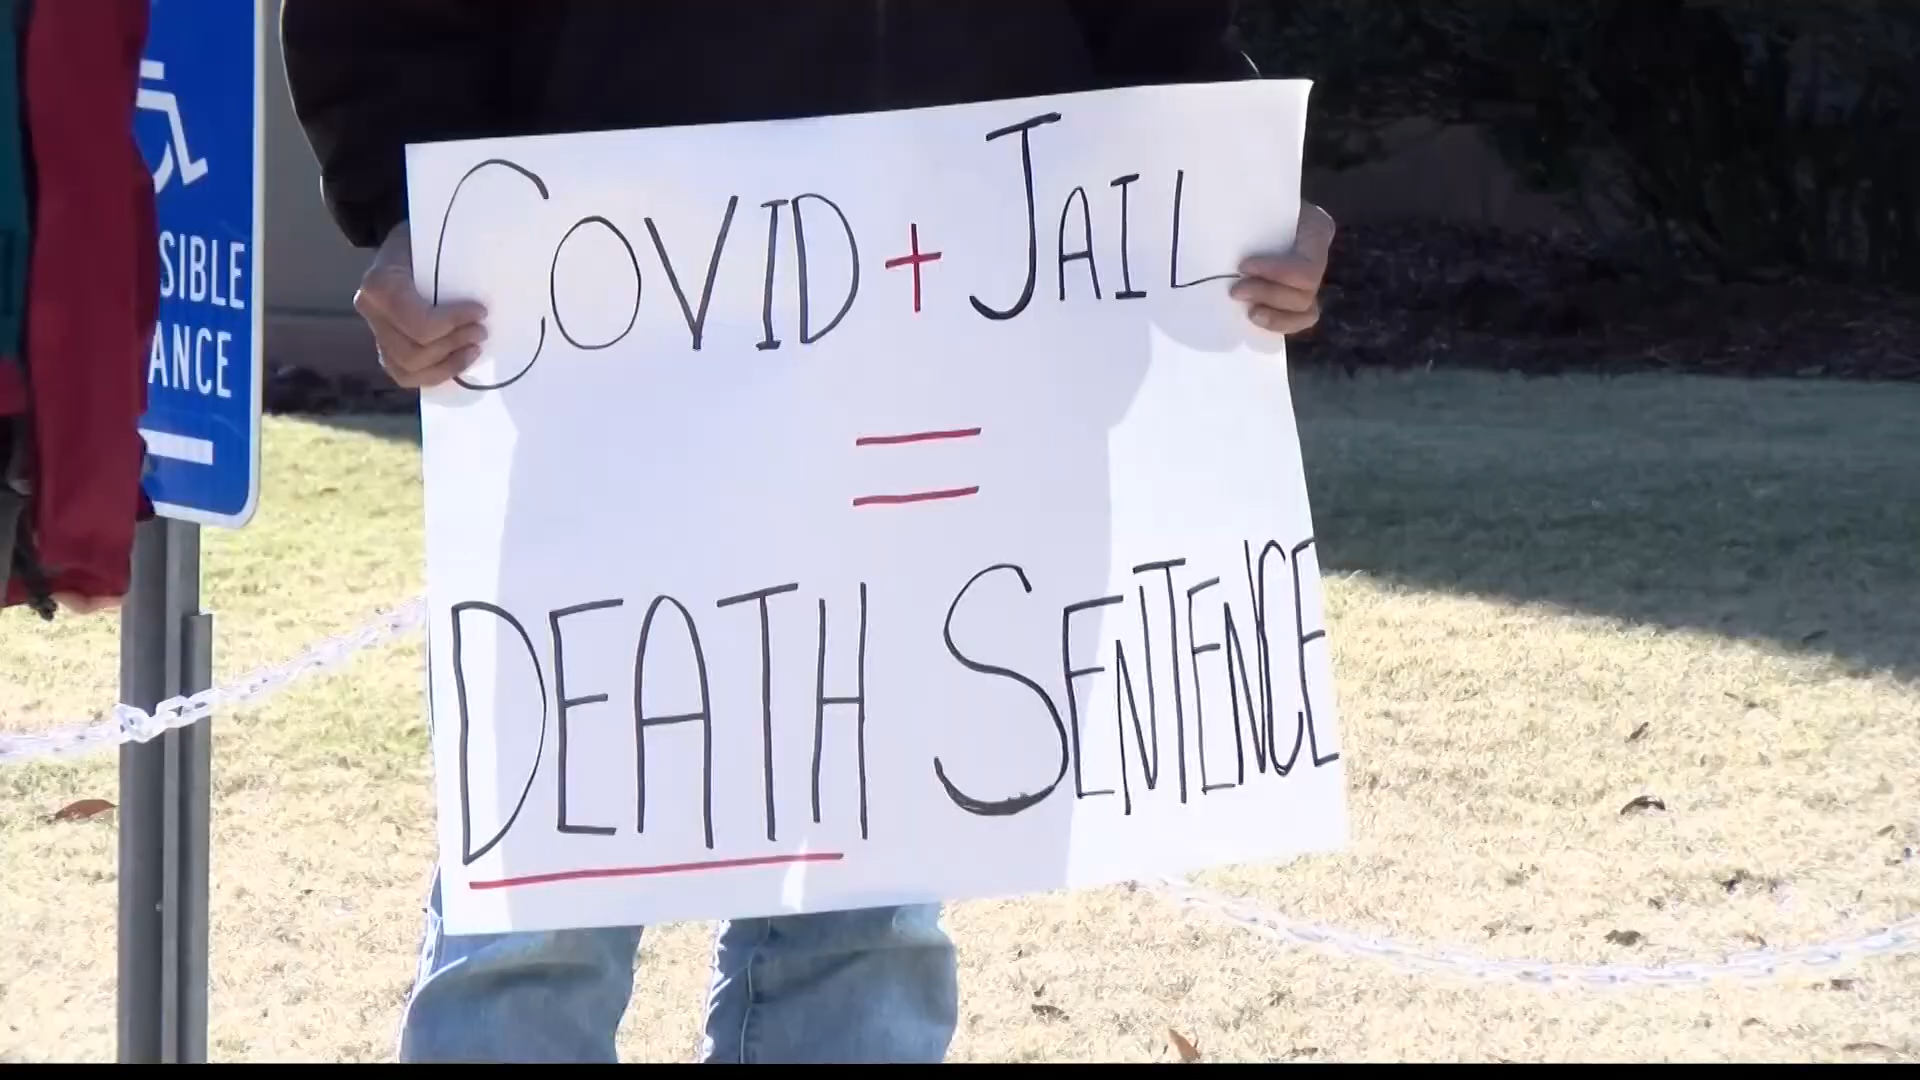 SIBLE
ANCE
COVID + JAIL
=
DEATH SENTENCE